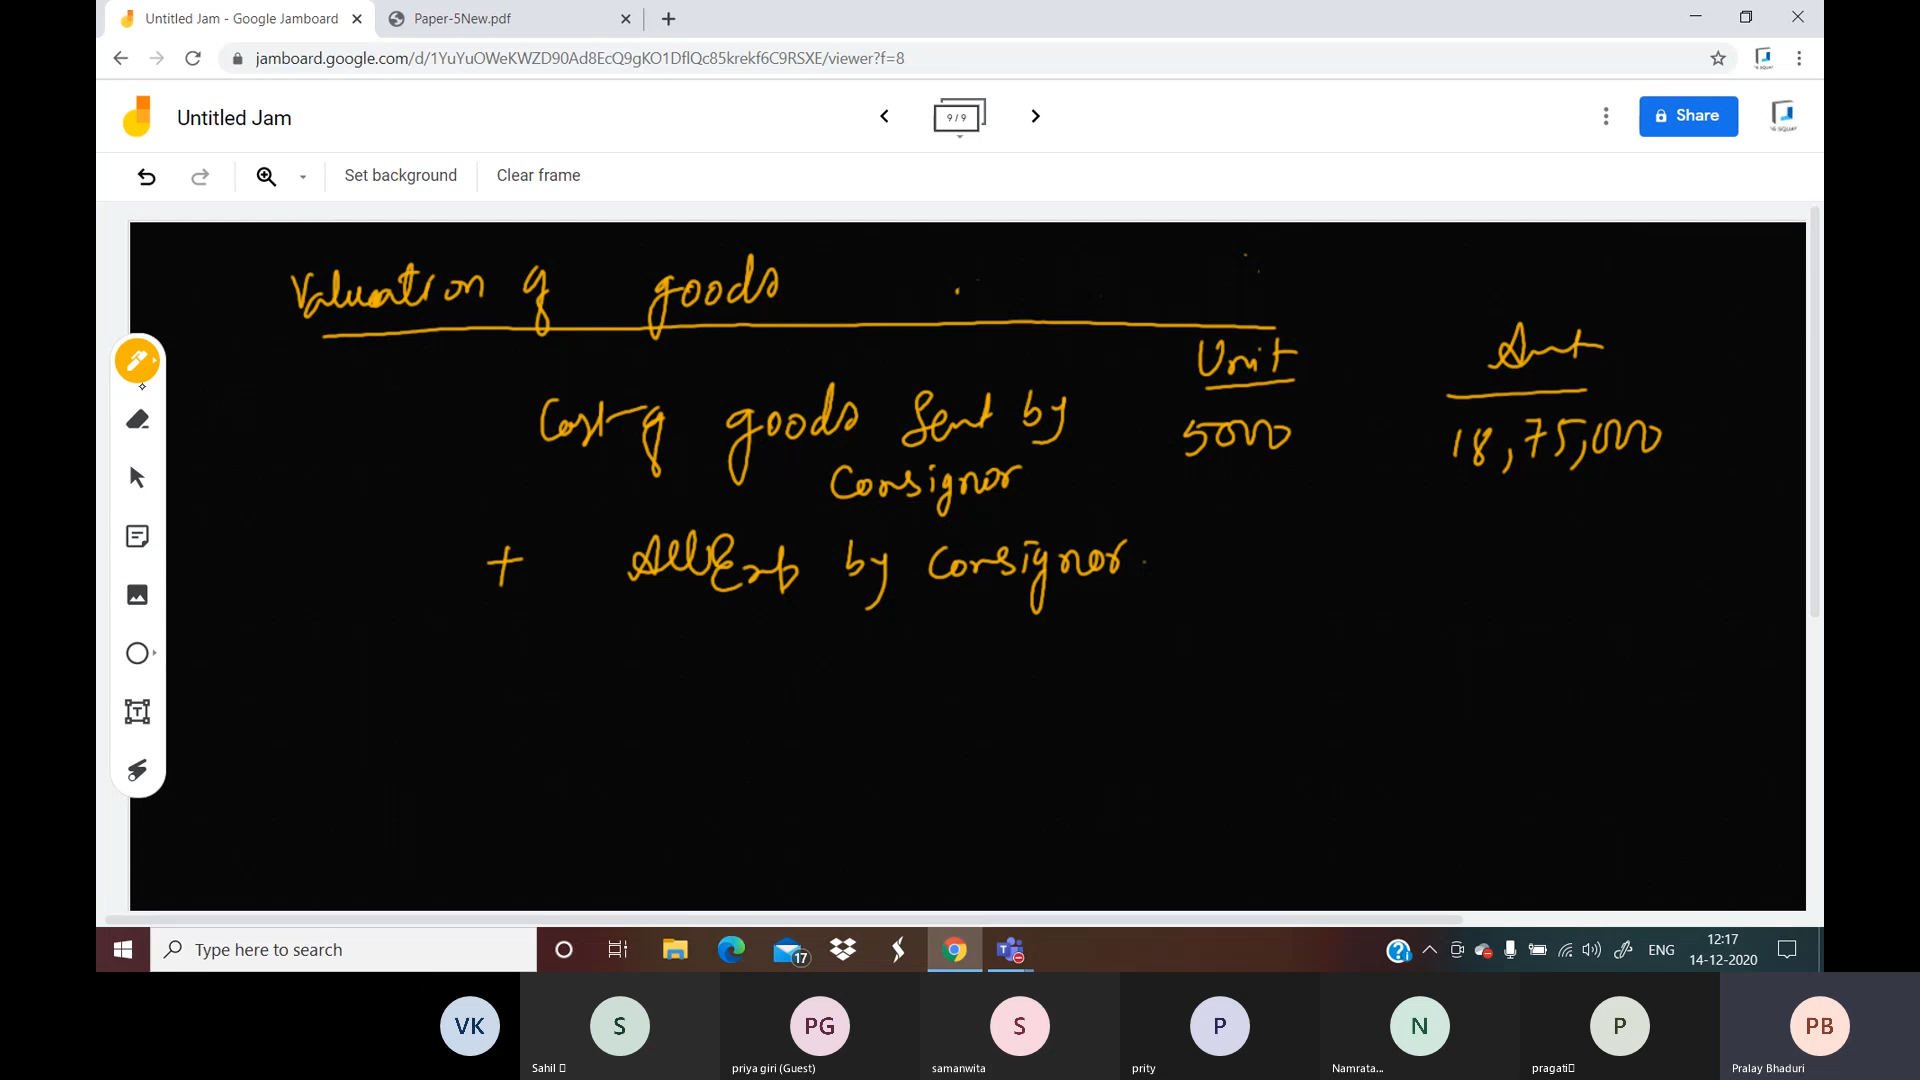 Untitled Jam - Google Jamboard
Paper-5New.pdf
jamboard.google.com/d/1YuYuOWeKWZD90Ad8EcQ9gKO1DflQc85krekf6C9RSXE/viewer?f=8
Untitled Jam
9 / 9
Share
Set background
Clear frame
Valuation of goods
Unit Amt
Cost of goods Sent by 5000 18,75,000
Consignor
+ All Exp by Consignor
Type here to search
17
ENG
12:17
14-12-2020
VK S PG S P N P PB
Sahil priya giri (Guest) samanwita prity Namrata... pragati Pralay Bhaduri